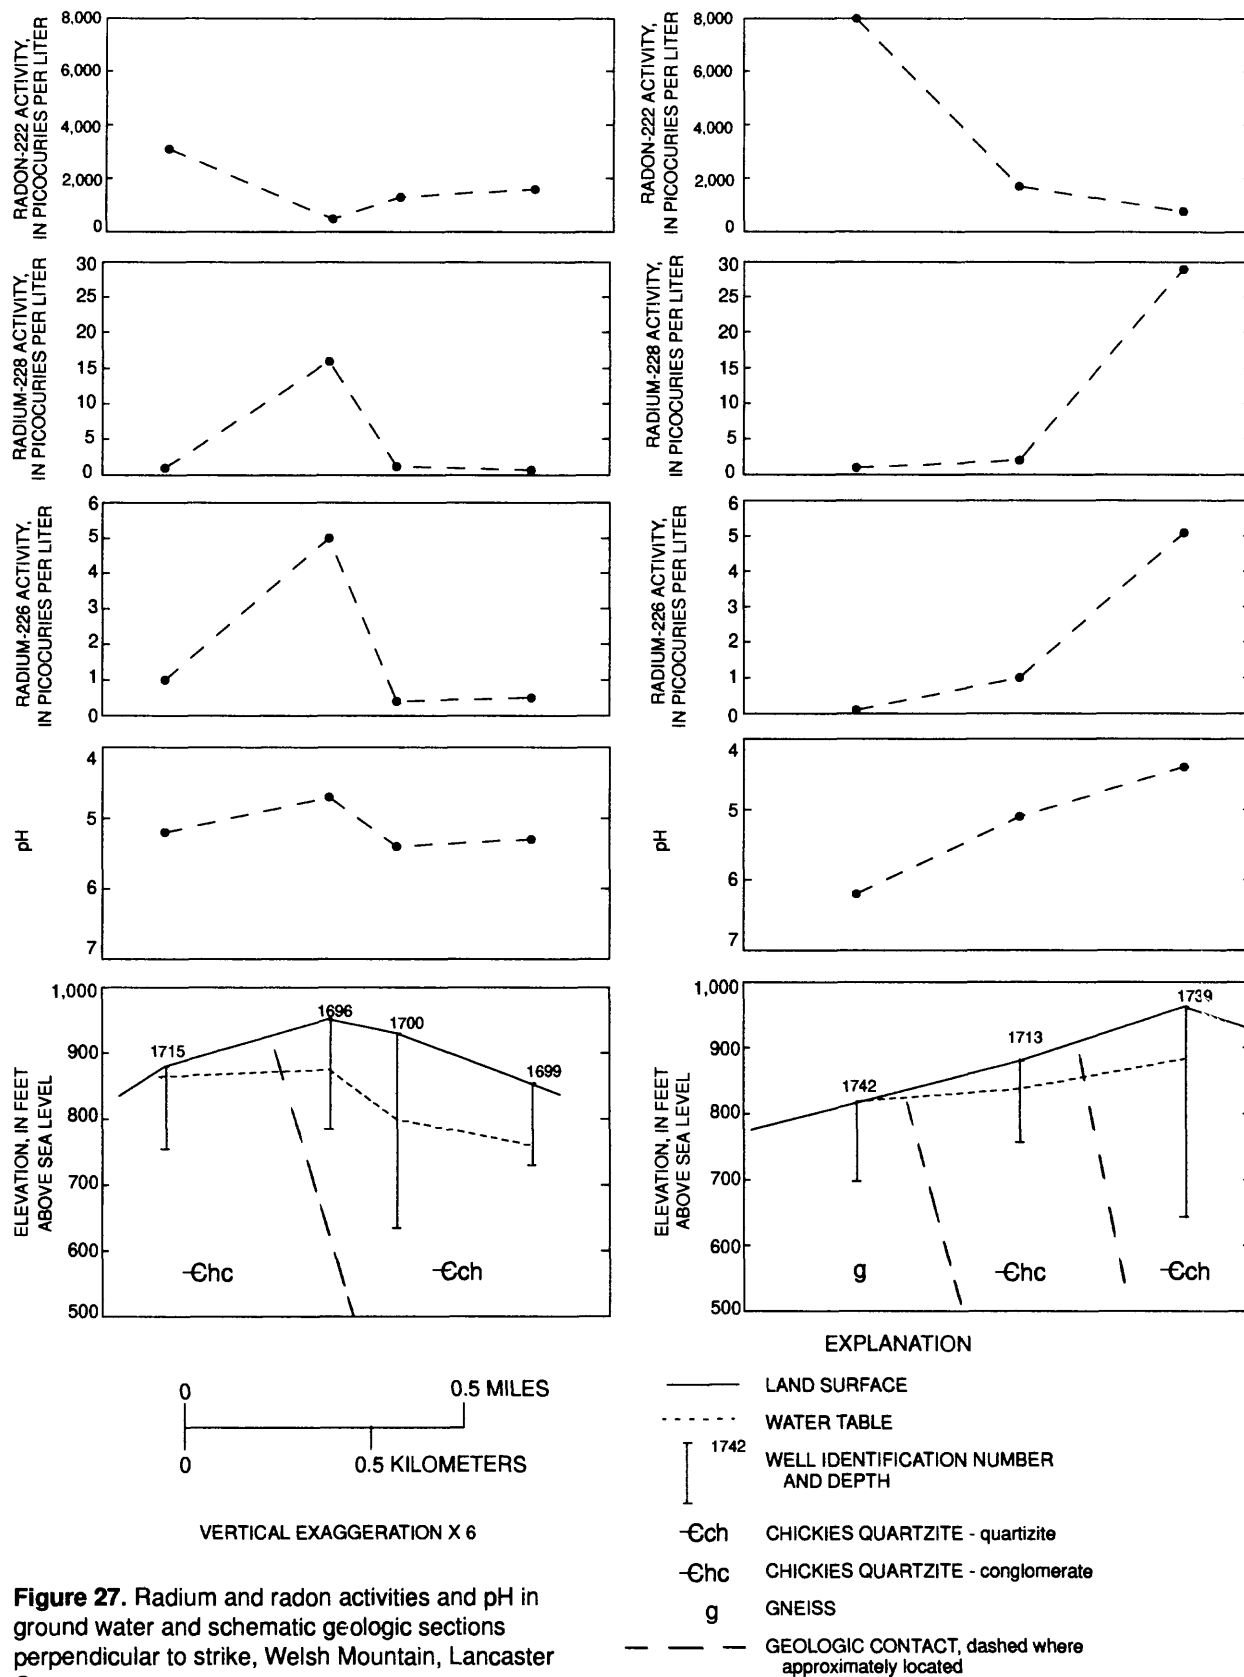 RADON-222 ACTIVITY,
IN PICOCURIES PER LITER
8,000
6,000
4,000
2,000
0
RADIUM-228 ACTIVITY,
IN PICOCURIES PER LITER
30
25
20
15
10
5
0
RADIUM-226 ACTIVITY,
IN PICOCURIES PER LITER
6
5
4
3
2
1
0
pH
4
5
6
7
ELEVATION, IN FEET
ABOVE SEA LEVEL
1,000
900
800
700
600
500
1715
1696
1700
1699
Ꞓhc
Ꞓch
RADON-222 ACTIVITY,
IN PICOCURIES PER LITER
8,000
6,000
4,000
2,000
0
RADIUM-228 ACTIVITY,
IN PICOCURIES PER LITER
30
25
20
15
10
5
0
RADIUM-226 ACTIVITY,
IN PICOCURIES PER LITER
6
5
4
3
2
1
0
pH
4
5
6
7
ELEVATION, IN FEET
ABOVE SEA LEVEL
1,000
900
800
700
600
500
1742
1713
1739
g
Ꞓhc
Ꞓch
0 0.5 MILES
0 0.5 KILOMETERS
VERTICAL EXAGGERATION X 6
EXPLANATION
LAND SURFACE
WATER TABLE
1742 WELL IDENTIFICATION NUMBER
AND DEPTH
Ꞓch CHICKIES QUARTZITE - quartizite
Ꞓhc CHICKIES QUARTZITE - conglomerate
g GNEISS
GEOLOGIC CONTACT, dashed where
approximately located
Figure 27. Radium and radon activities and pH in
ground water and schematic geologic sections
perpendicular to strike, Welsh Mountain, Lancaster